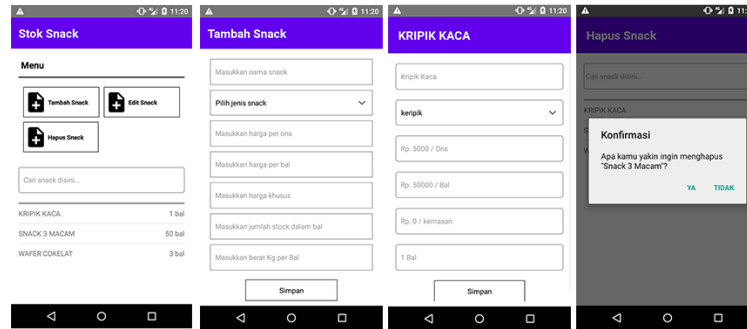 11:20
Stok Snack
Menu
Tambah Snack
Edit Snack
Hapus Snack
Cari snack disini...
KRIPIK KACA 1 bal
SNACK 3 MACAM 50 bal
WAFER COKELAT 3 bal
11:20
Tambah Snack
Masukkan nama snack
Pilih jenis snack
Masukkan harga per ons
Masukkan harga per bal
Masukkan harga khusus
Masukkan jumlah stock dalam bal
Masukkan berat Kg per Bal
Simpan
11:20
KRIPIK KACA
Kripik Kaca
keripik
Rp. 5000 / Ons
Rp. 50000 / Bal
Rp. 0 / kemasan
1 Bal
Simpan
11:
Hapus Snack
Cari snack disini...
KRIPIK KACA
Konfirmasi
Apa kamu yakin ingin menghapus
"Snack 3 Macam"?
YA TIDAK